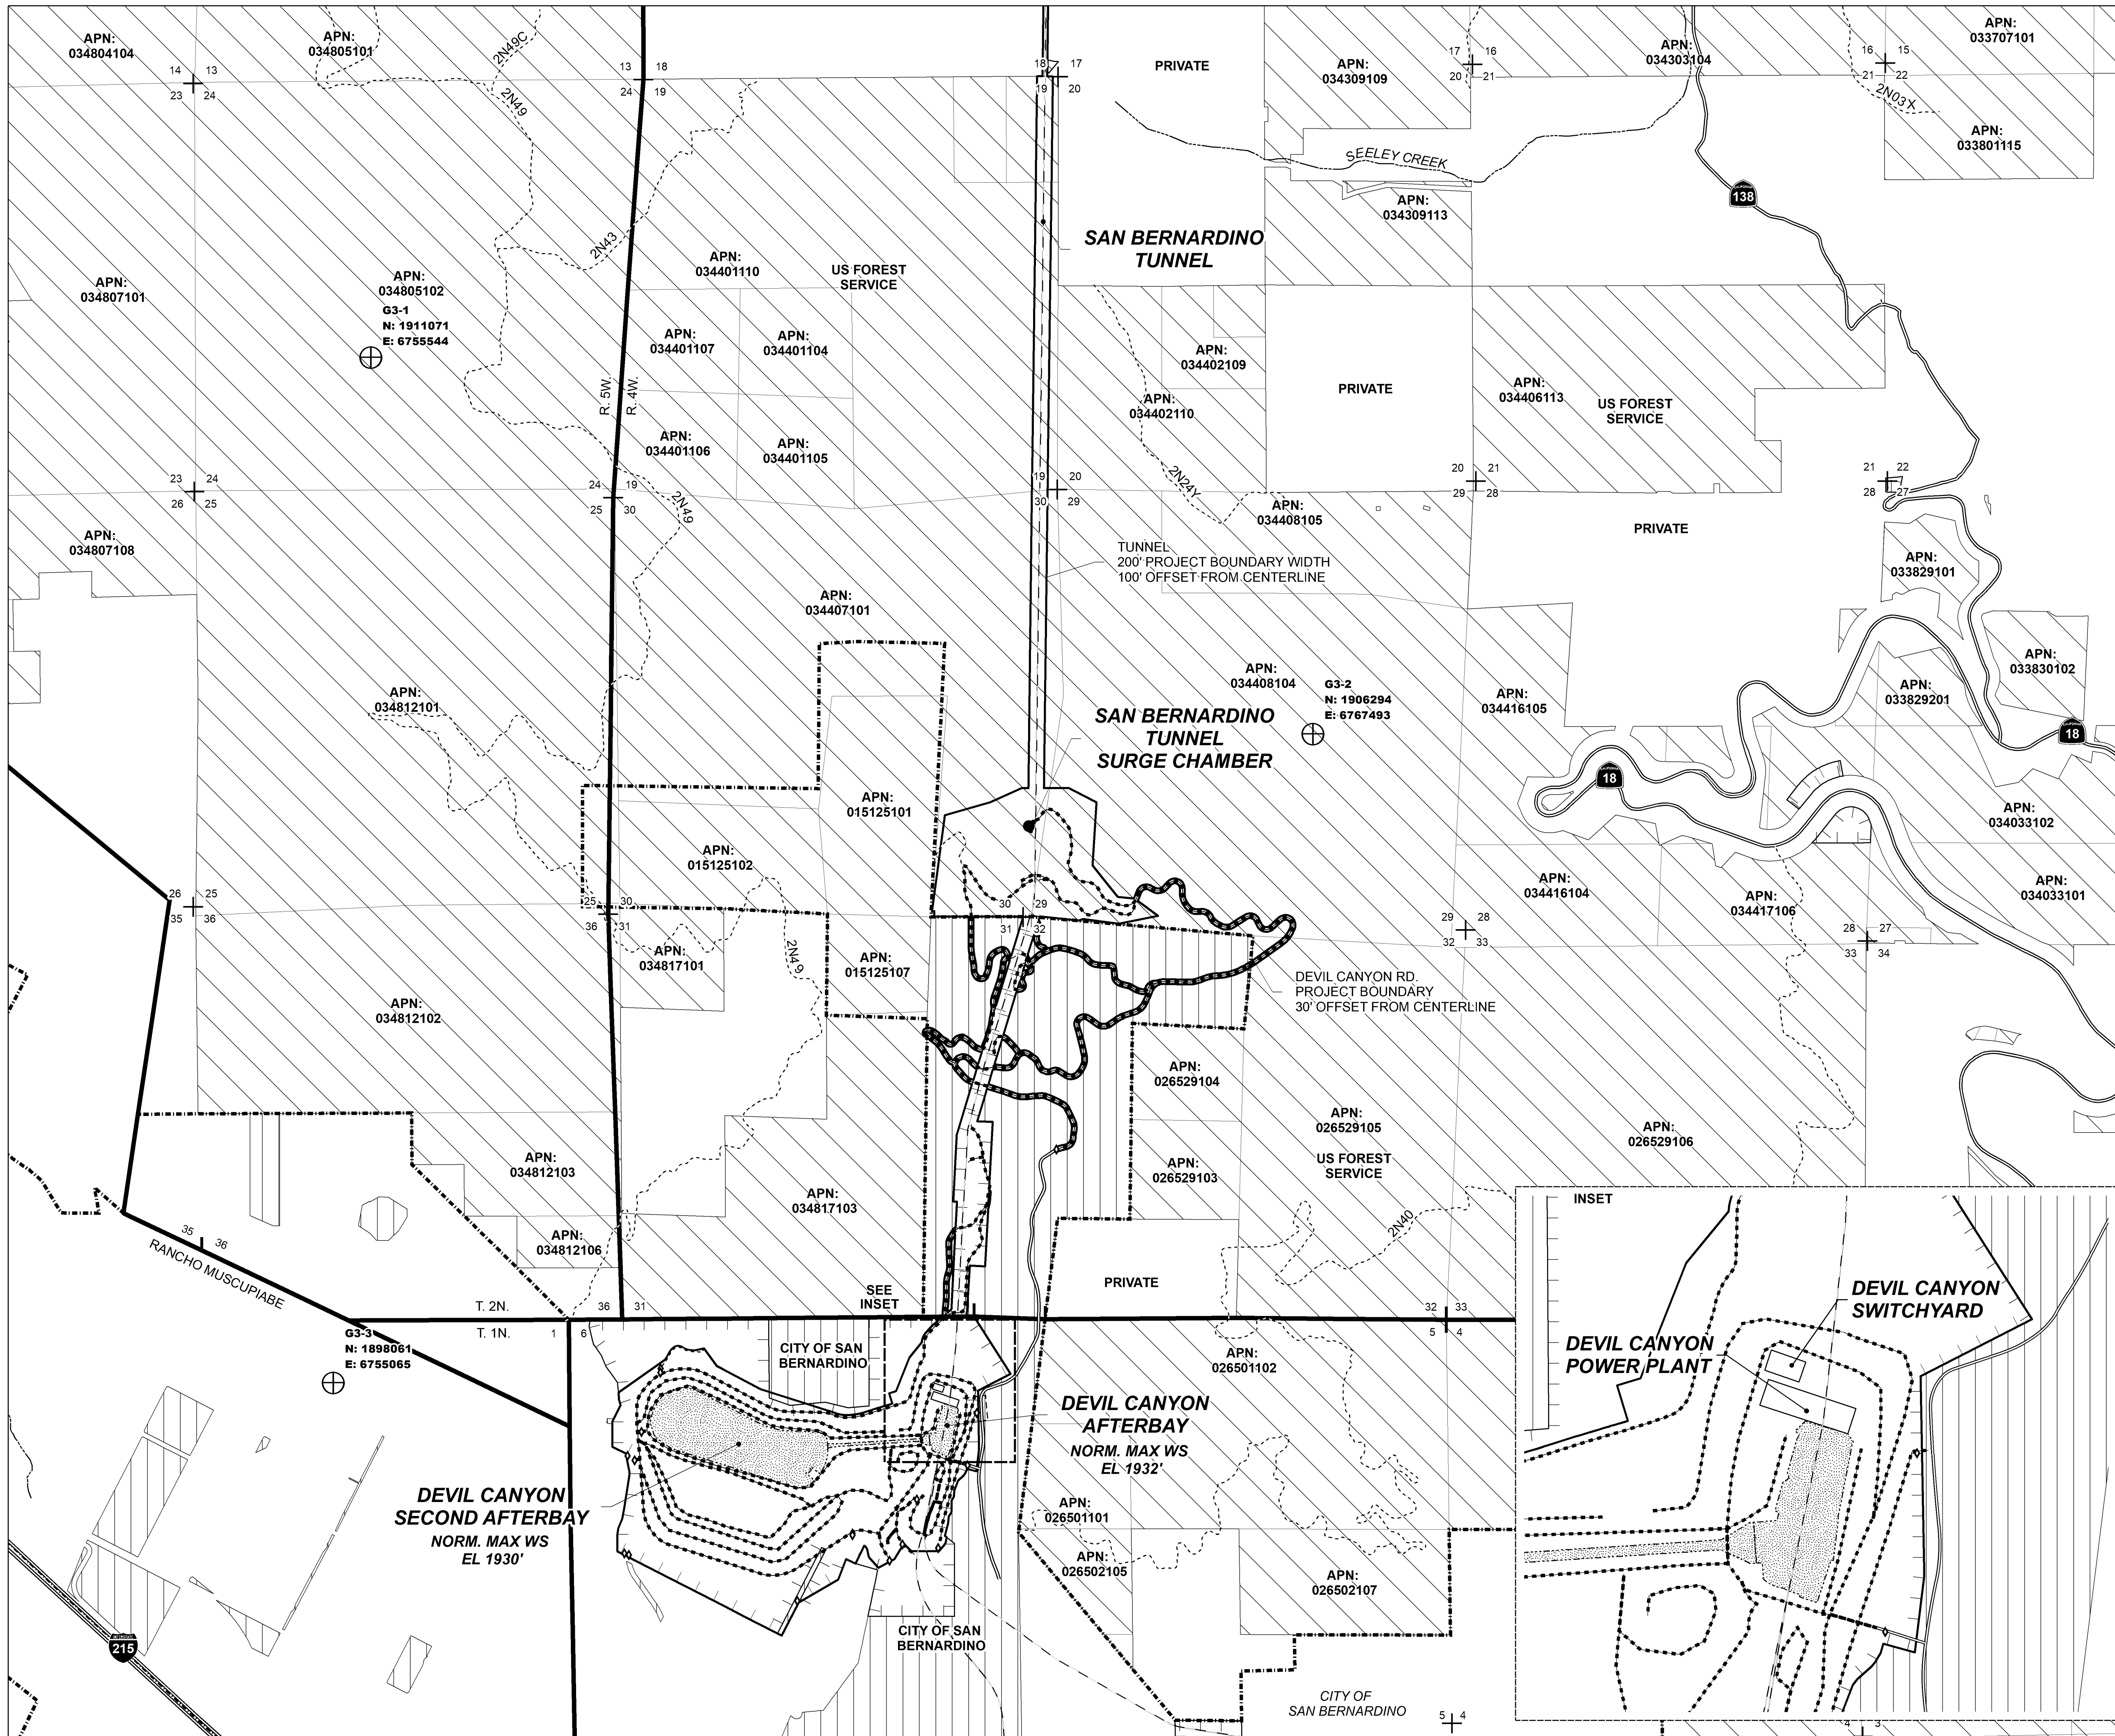 APN:
034804104
APN:
034805101
2N49C
PRIVATE
APN:
034309109
APN:
034303104
APN:
033707101
14 13
23 24
13 18
24 19
18 17
19 20
17 16
20 21
16 15
21 22
2N49
2N03X
APN:
033801115
SEELEY CREEK
CALIFORNIA
138
APN:
034309113
2N43
SAN BERNARDINO
TUNNEL
APN:
034807101
APN:
034805102
G3-1
N: 1911071
E: 6755544
APN:
034401110
US FOREST
SERVICE
APN:
034401107
APN:
034401104
APN:
034402109
APN:
034402110
PRIVATE
APN:
034406113
US FOREST
SERVICE
R. 5W.
R. 4W.
APN:
034401106
APN:
034401105
23 24
26 25
24 19
25 30
19 20
30 29
20 21
29 28
21 22
28 27
2N49
2N24Y
APN:
034408105
PRIVATE
APN:
034807108
TUNNEL
200' PROJECT BOUNDARY WIDTH
100' OFFSET FROM CENTERLINE
APN:
033829101
APN:
034407101
APN:
034812101
APN:
034408104
G3-2
N: 1906294
E: 6767493
APN:
034416105
APN:
033829201
APN:
033830102
SAN BERNARDINO
TUNNEL
SURGE CHAMBER
CALIFORNIA
18
CALIFORNIA
18
APN:
015125101
APN:
015125102
APN:
034033102
APN:
034416104
APN:
034417106
APN:
034033101
26 25
35 36
25 30
36 31
30 29
31 32
29 28
32 33
28 27
33 34
APN:
034817101
2N49
APN:
015125107
DEVIL CANYON RD.
PROJECT BOUNDARY
30' OFFSET FROM CENTERLINE
APN:
034812102
APN:
026529104
APN:
026529105
US FOREST
SERVICE
APN:
026529106
APN:
034812103
APN:
026529103
APN:
034817103
APN:
034812106
2N40
35 36
RANCHO MUSCUPIABE
PRIVATE
SEE
INSET
T. 2N.
T. 1N.
36 31
1 6
32 33
5 4
G3-3
N: 1898061
E: 6755065
CITY OF SAN
BERNARDINO
APN:
026501102
DEVIL CANYON
AFTERBAY
NORM. MAX WS
EL 1932'
DEVIL CANYON
SECOND AFTERBAY
NORM. MAX WS
EL 1930'
APN:
026501101
APN:
026502105
APN:
026502107
CITY OF SAN
BERNARDINO
INTERSTATE
215
CITY OF
SAN BERNARDINO
5 4
INSET
DEVIL CANYON
SWITCHYARD
DEVIL CANYON
POWER PLANT
4 3